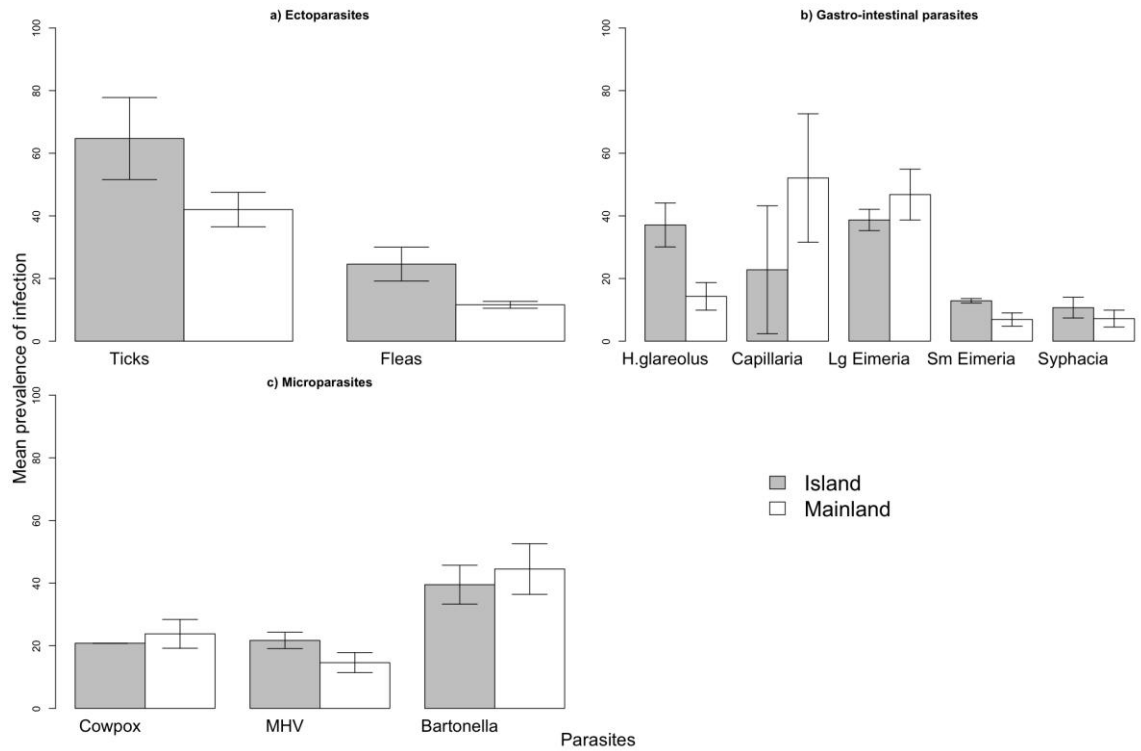 a) Ectoparasites
100
80
60
40
20
0
Ticks Fleas
b) Gastro-intestinal parasites
100
80
60
40
20
0
H.glareolus Capillaria Lg Eimeria Sm Eimeria Syphacia
Mean prevalence of infection
c) Microparasites
100
80
60
40
20
0
Cowpox MHV Bartonella
Island
Mainland
Parasites